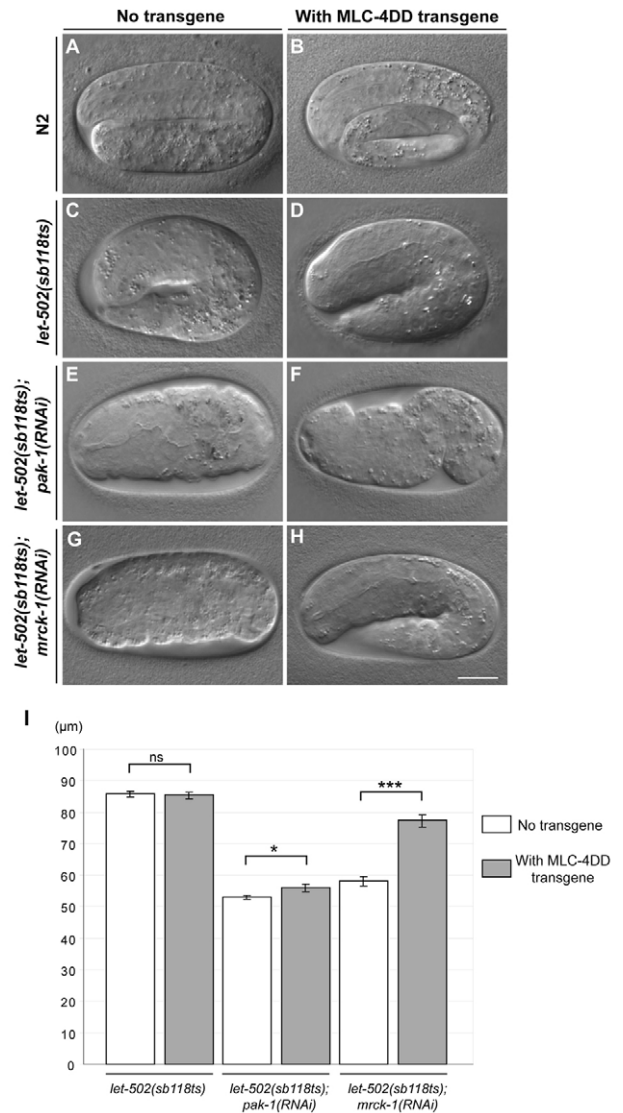 No transgene
With MLC-4DD transgene
A
B
N2
C
D
let-502(sb118ts)
E
F
let-502(sb118ts);
pak-1(RNAi)
G
H
let-502(sb118ts);
mrck-1(RNAi)
I
(µm)
100
90
80
70
60
50
40
30
20
10
0
ns
*
***
No transgene
With MLC-4DD
transgene
let-502(sb118ts)
let-502(sb118ts);
pak-1(RNAi)
let-502(sb118ts);
mrck-1(RNAi)